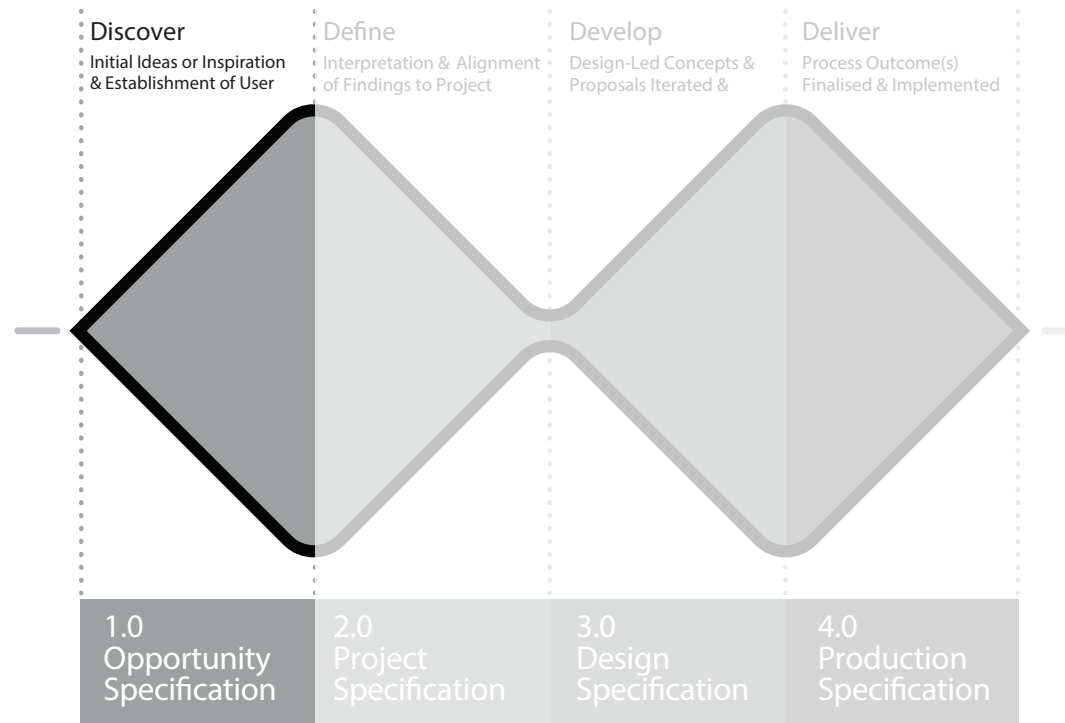 Discover
Initial Ideas or Inspiration
& Establishment of User
Define
Interpretation & Alignment
of Findings to Project
Develop
Design-Led Concepts &
Proposals Iterated &
Deliver
Process Outcome(s)
Finalised & Implemented
1.0
Opportunity
Specification
2.0
Project
Specification
3.0
Design
Specification
4.0
Production
Specification